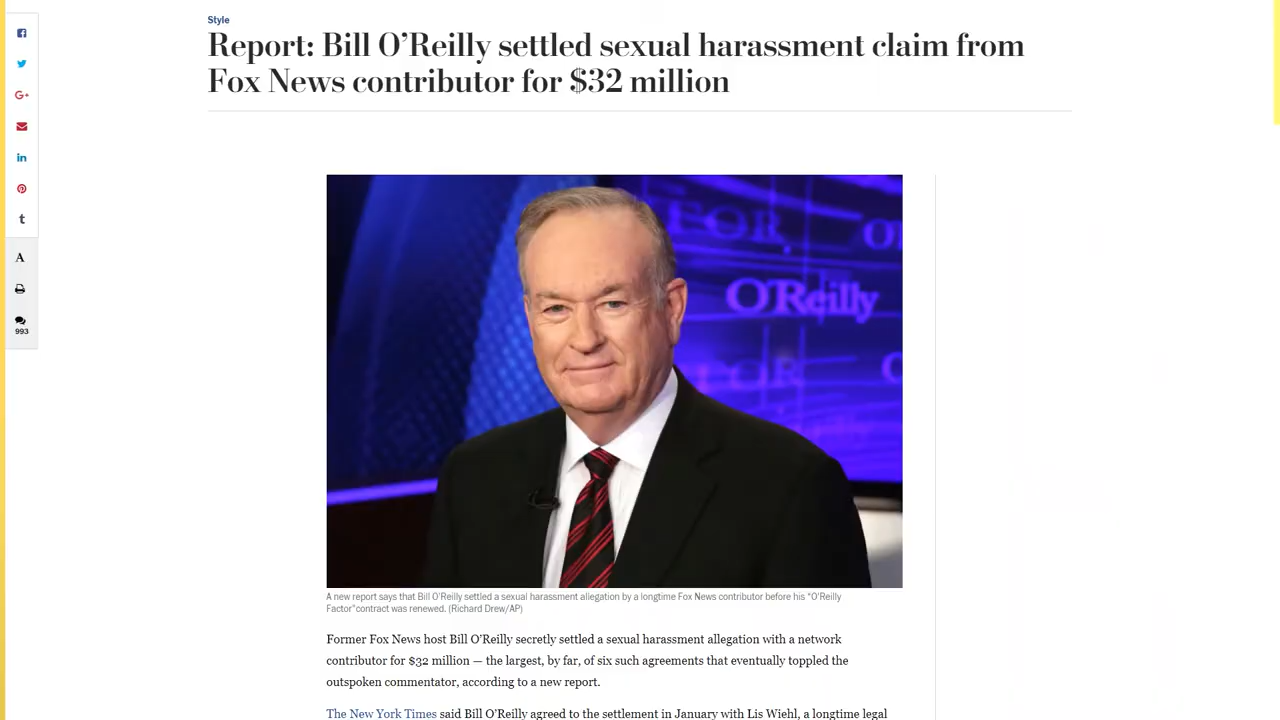 Style
Report: Bill O’Reilly settled sexual harassment claim from
Fox News contributor for $32 million
A
993
O'Reilly
A new report says that Bill O’Reilly settled a sexual harassment allegation by a longtime Fox News contributor before his “O’Reilly
Factor”contract was renewed. (Richard Drew/AP)
Former Fox News host Bill O’Reilly secretly settled a sexual harassment allegation with a network
contributor for $32 million — the largest, by far, of six such agreements that eventually toppled the
outspoken commentator, according to a new report.
The New York Times said Bill O’Reilly agreed to the settlement in January with Lis Wiehl, a longtime legal